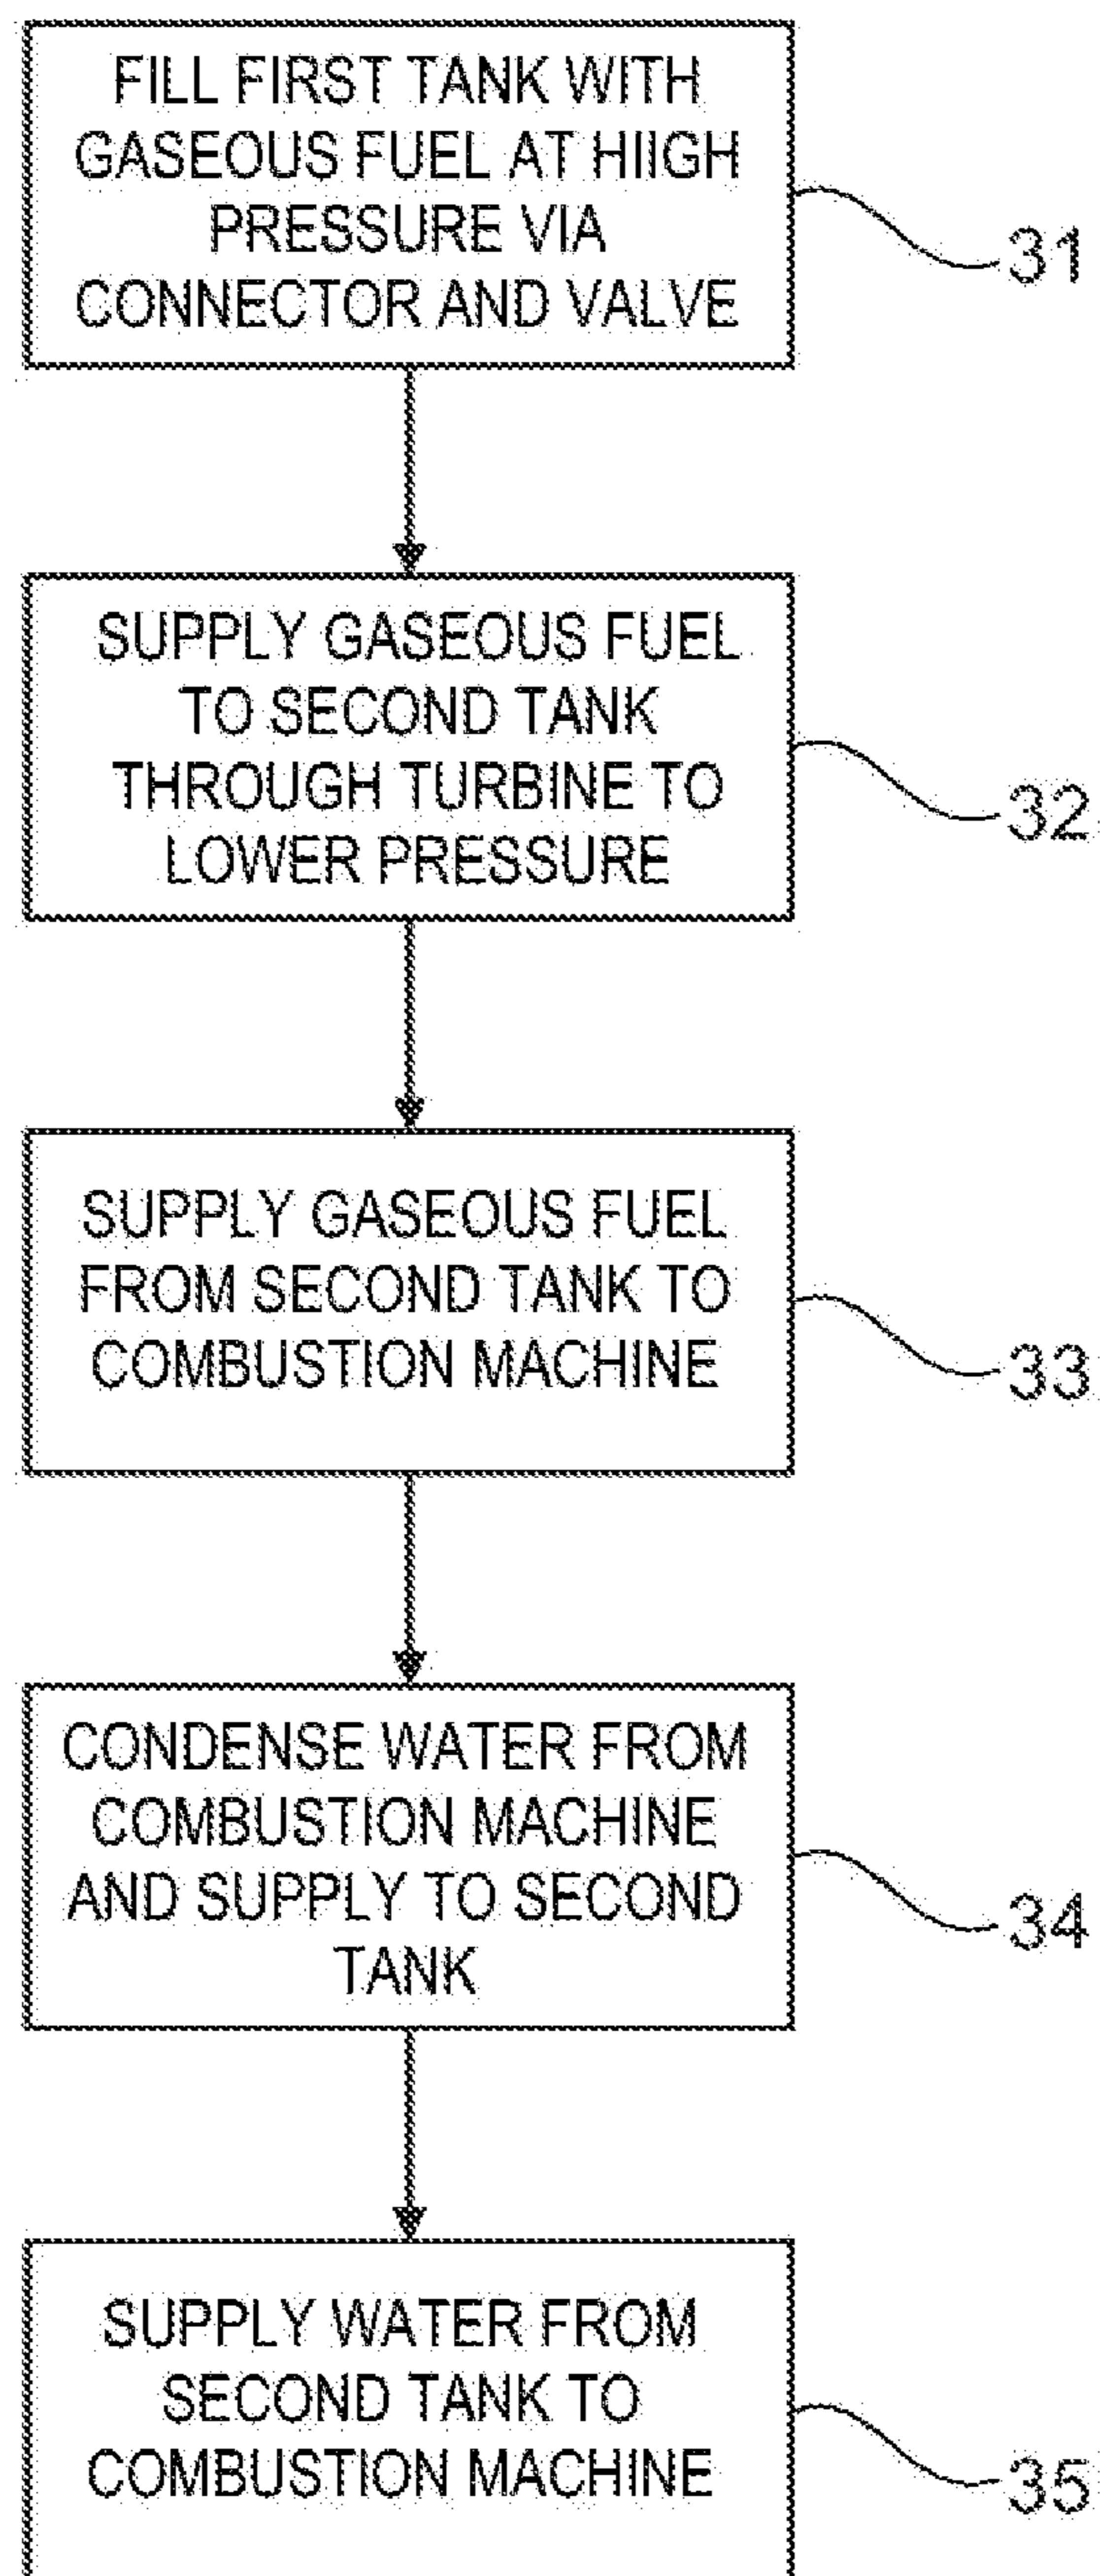 FILL FIRST TANK WITH
GASEOUS FUEL AT HIIGH
PRESSURE VIA
CONNECTOR AND VALVE
31
SUPPLY GASEOUS FUEL
TO SECOND TANK
THROUGH TURBINE TO
LOWER PRESSURE
32
SUPPLY GASEOUS FUEL
FROM SECOND TANK TO
COMBUSTION MACHINE
33
CONDENSE WATER FROM
COMBUSTION MACHINE
AND SUPPLY TO SECOND
TANK
34
SUPPLY WATER FROM
SECOND TANK TO
COMBUSTION MACHINE
35